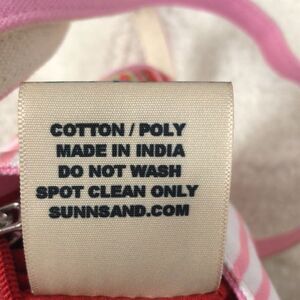 COTTON / POLY
MADE IN INDIA
DO NOT WASH
SPOT CLEAN ONLY
SUNNSAND.COM